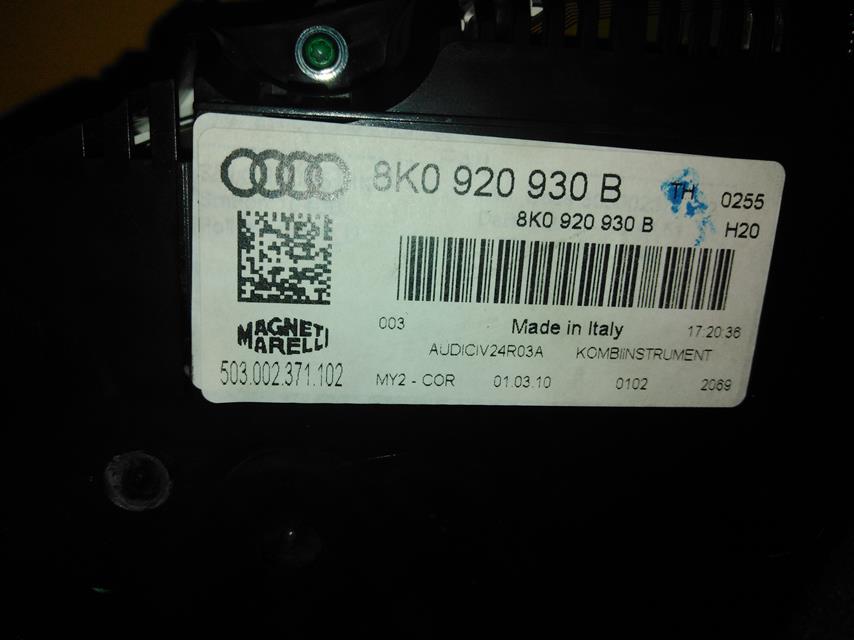 8K0 920 930 B TH 0255
8K0 920 930 B H20
MAGNETI
MARELLI
003 Made in Italy 17:20:36
AUDICIV24R03A KOMBIINSTRUMENT
503.002.371.102 MY2 - COR 01.03.10 0102 2069